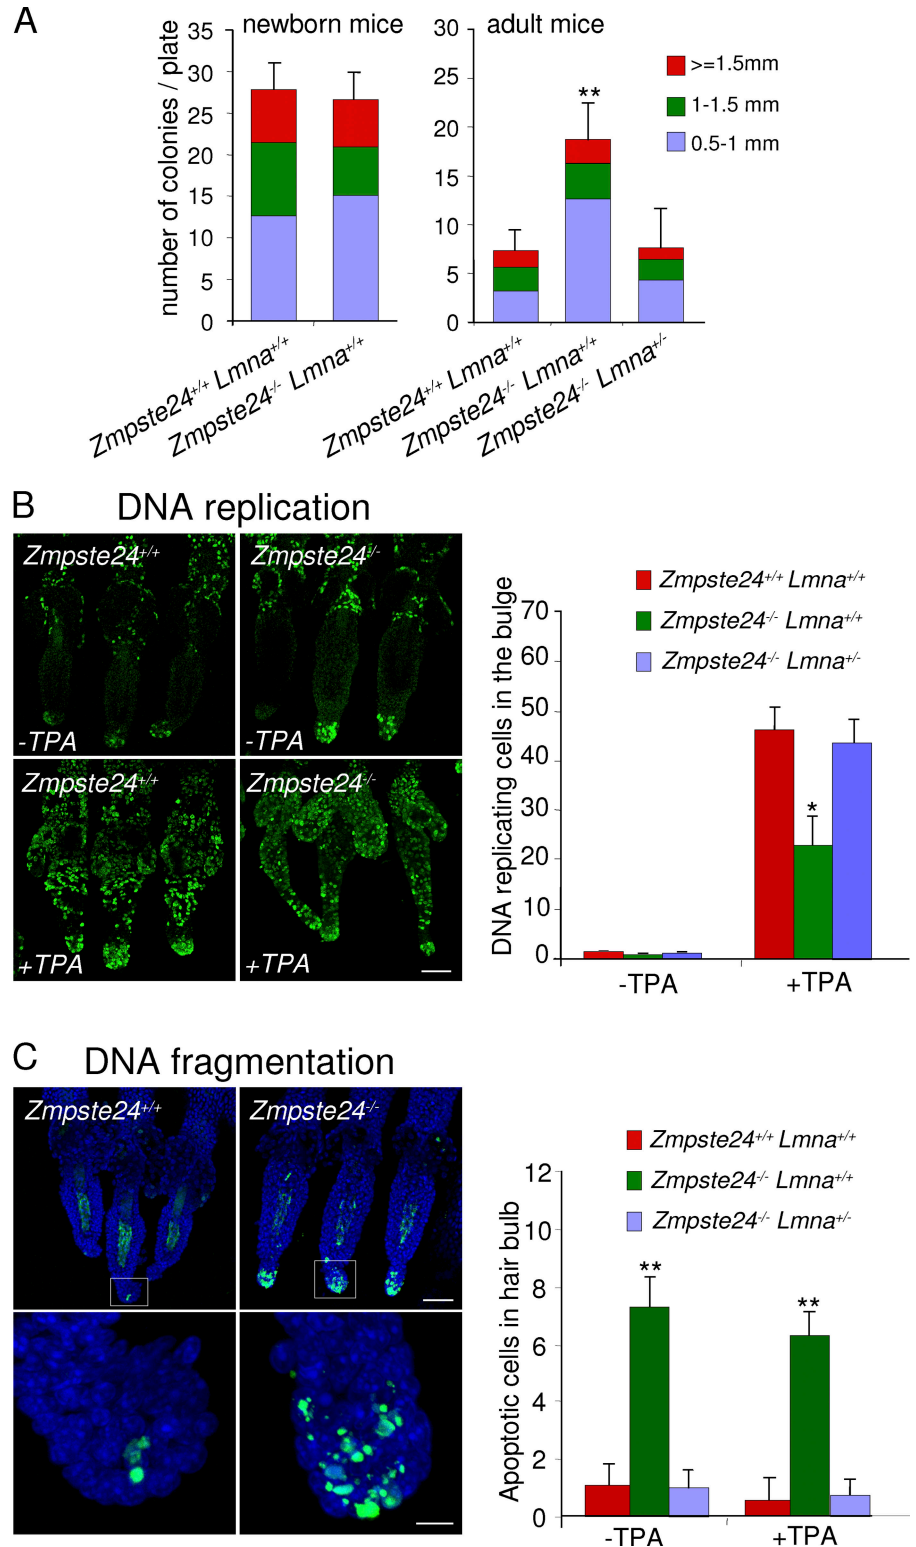 A
newborn mice
adult mice
number of colonies / plate
35
30
25
20
15
10
5
0
30
25
20
15
10
5
0
**
>=1.5mm
1-1.5 mm
0.5-1 mm
Zmpste24+/+ Lmna+/+
Zmpste24-/- Lmna+/+
Zmpste24+/+ Lmna+/+
Zmpste24-/- Lmna+/+
Zmpste24-/- Lmna+/-
B
DNA replication
Zmpste24+/+
Zmpste24-/-
-TPA
-TPA
Zmpste24+/+
Zmpste24-/-
+TPA
+TPA
DNA replicating cells in the bulge
70
60
50
40
30
20
10
0
Zmpste24+/+ Lmna+/+
Zmpste24-/- Lmna+/+
Zmpste24-/- Lmna+/-
*
-TPA
+TPA
C
DNA fragmentation
Zmpste24+/+
Zmpste24-/-
Apoptotic cells in hair bulb
12
10
8
6
4
2
0
Zmpste24+/+ Lmna+/+
Zmpste24-/- Lmna+/+
Zmpste24-/- Lmna+/-
**
**
-TPA
+TPA